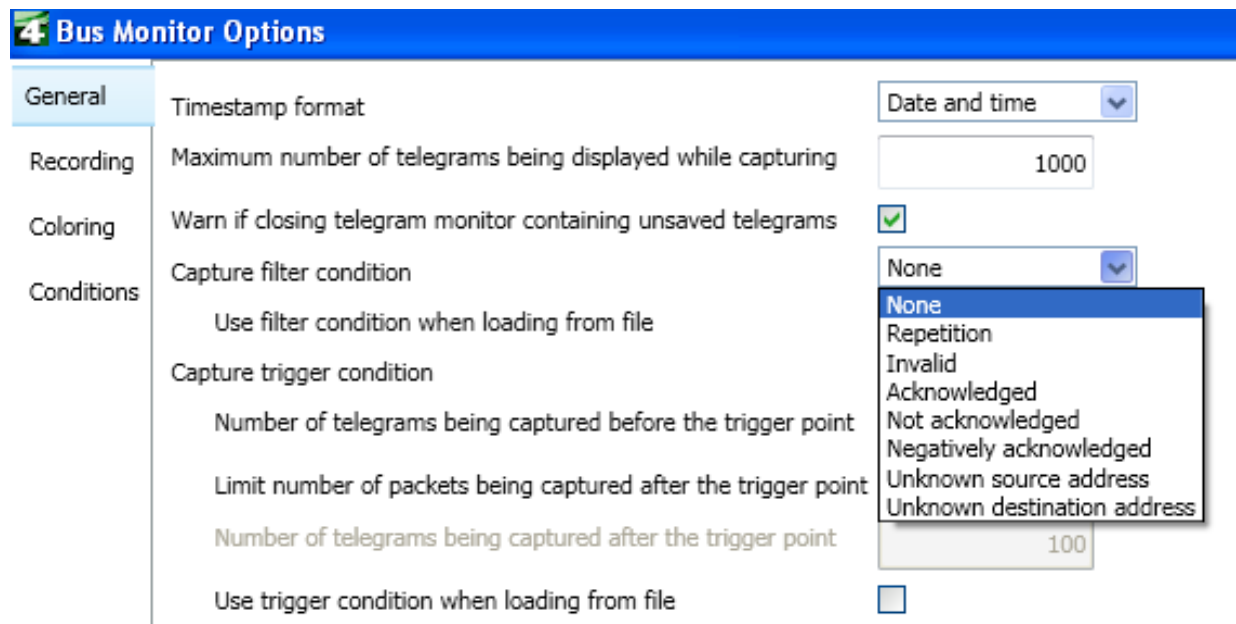 4 Bus Monitor Options
General
Timestamp format
Date and time
Recording
Maximum number of telegrams being displayed while capturing
1000
Coloring
Warn if closing telegram monitor containing unsaved telegrams
Conditions
Capture filter condition
None
None
Repetition
Invalid
Acknowledged
Not acknowledged
Negatively acknowledged
Unknown source address
Unknown destination address
Use filter condition when loading from file
Capture trigger condition
Number of telegrams being captured before the trigger point
Limit number of packets being captured after the trigger point
Number of telegrams being captured after the trigger point
100
Use trigger condition when loading from file